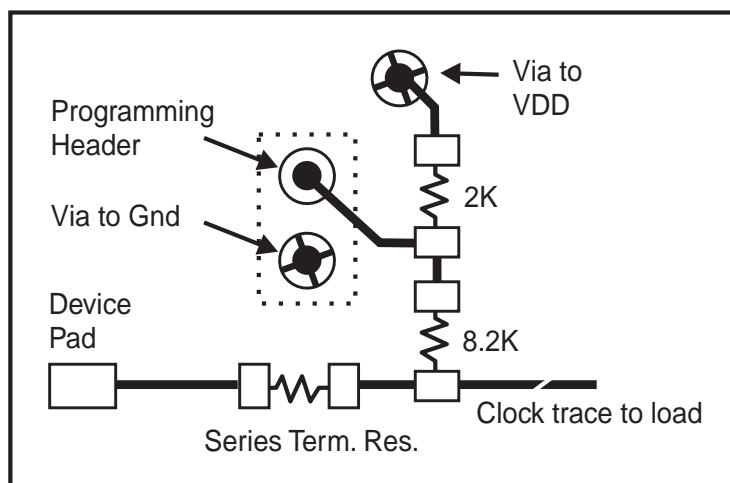 Via to
VDD
Programming
Header
2K
Via to Gnd
Device
Pad
8.2K
Clock trace to load
Series Term. Res.